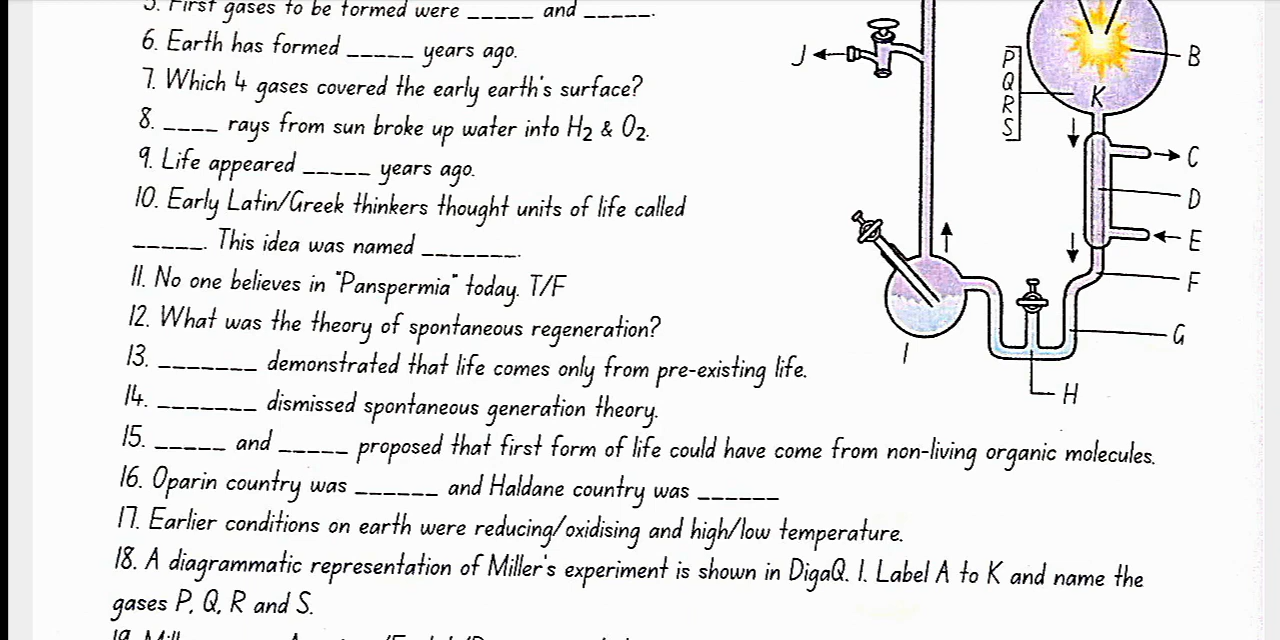 5. First gases to be formed were _____ and _____.
6. Earth has formed _____ years ago.
7. Which 4 gases covered the early earth's surface?
8. ____ rays from sun broke up water into H₂ & O₂.
9. Life appeared _____ years ago.
10. Early Latin/Greek thinkers thought units of life called
_____. This idea was named _______.
11. No one believes in "Panspermia" today. T/F
12. What was the theory of spontaneous regeneration?
13. _______ demonstrated that life comes only from pre-existing life.
14. _______ dismissed spontaneous generation theory.
15. _____ and _____ proposed that first form of life could have come from non-living organic molecules.
16. Oparin country was ______ and Haldane country was ______
17. Earlier conditions on earth were reducing/oxidising and high/low temperature.
18. A diagrammatic representation of Miller's experiment is shown in DigaQ. 1. Label A to K and name the
gases P, Q, R and S.
J
B
P
Q
R
S
K
C
D
E
F
G
H
I